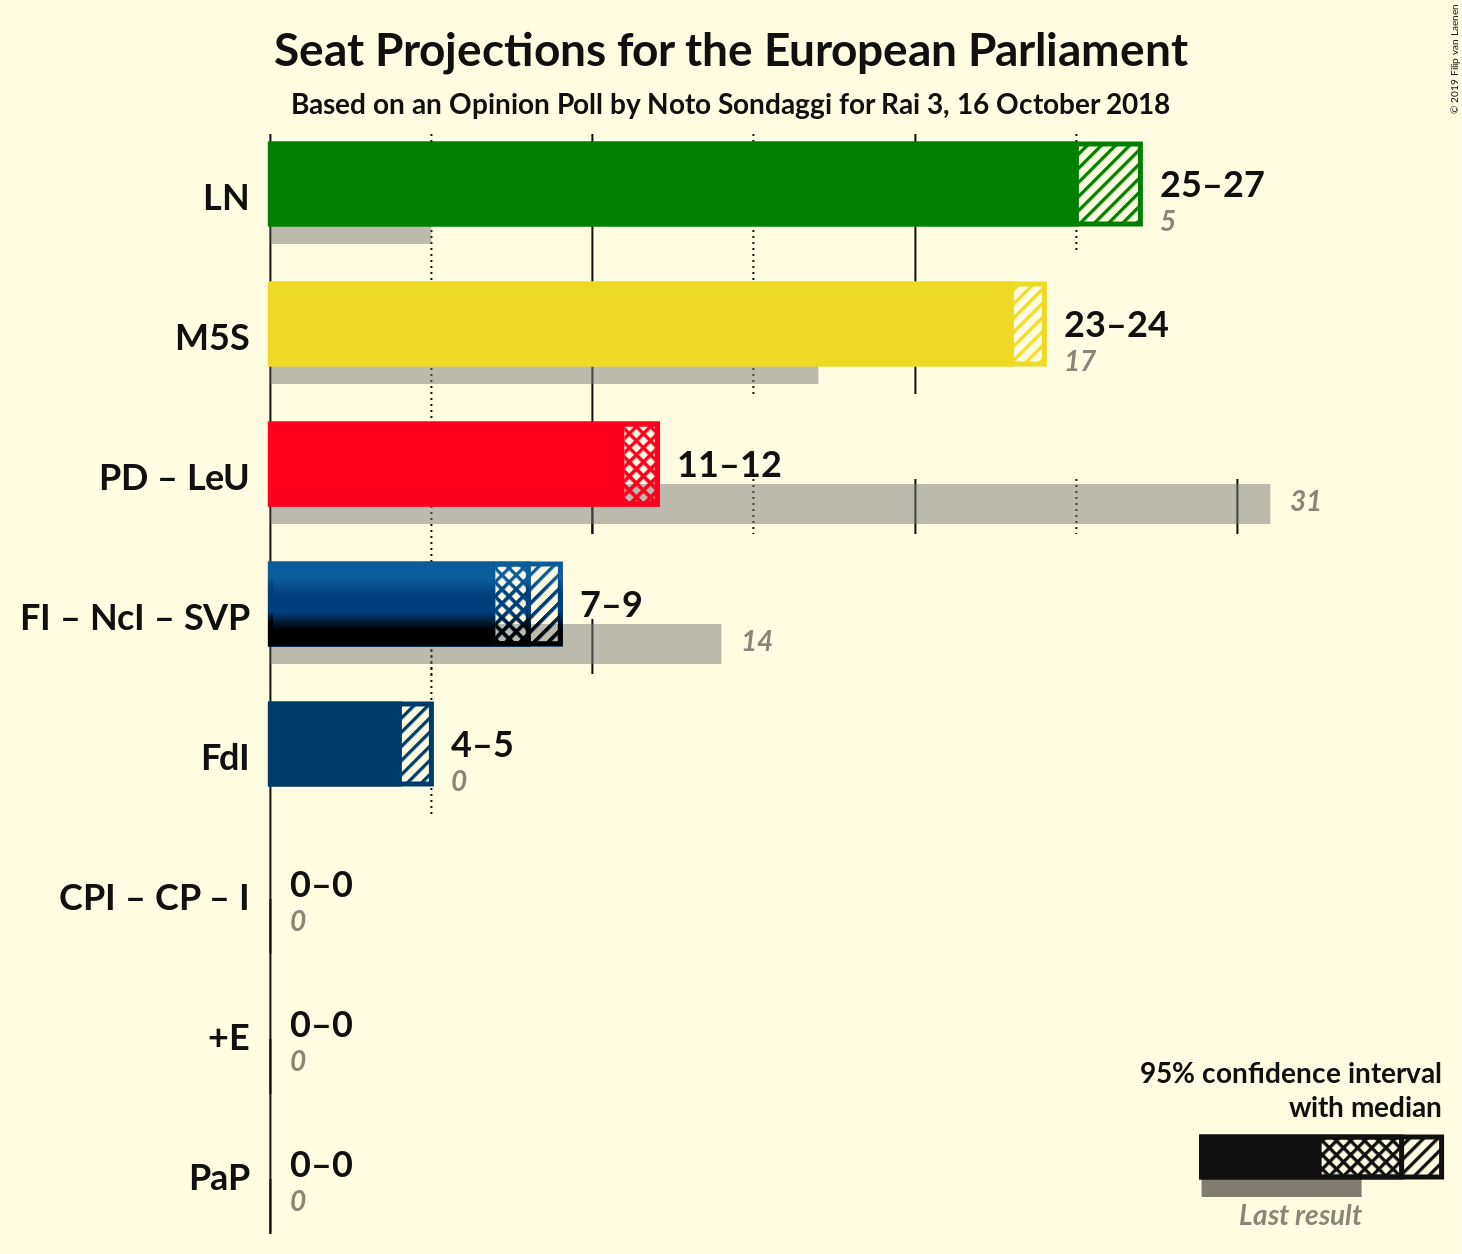 Seat Projections for the European Parliament
Based on an Opinion Poll by Noto Sondaggi for Rai 3, 16 October 2018
© 2019 Filip van Laenen
LN
25–27
5
M5S
23–24
17
PD – LeU
11–12
31
FI – NcI – SVP
7–9
14
FdI
4–5
0
CPI – CP – I
0–0
0
+E
0–0
0
PaP
0–0
0
95% confidence interval
with median
Last result